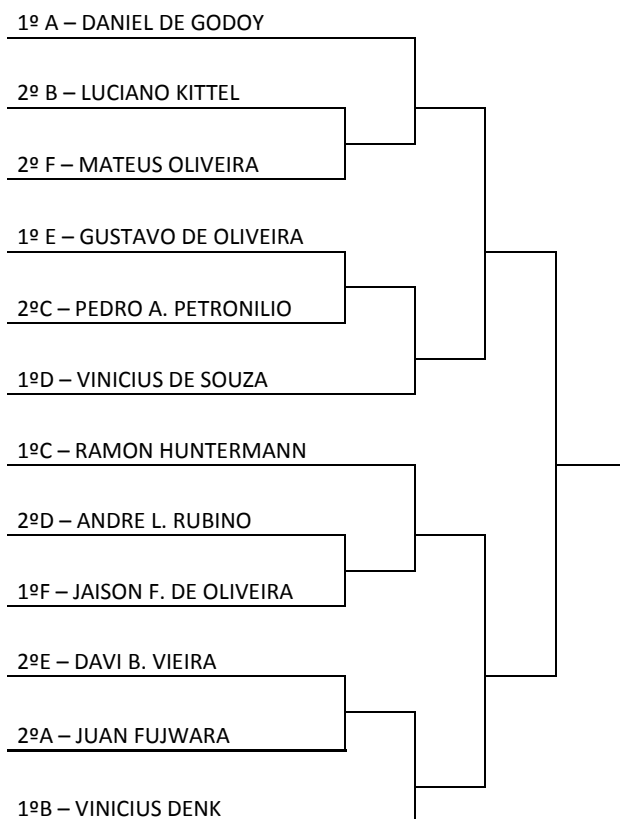 1º A – DANIEL DE GODOY
2º B – LUCIANO KITTEL
2º F – MATEUS OLIVEIRA
1º E – GUSTAVO DE OLIVEIRA
2ºC – PEDRO A. PETRONILIO
1ºD – VINICIUS DE SOUZA
1ºC – RAMON HUNTERMANN
2ºD – ANDRE L. RUBINO
1ºF – JAISON F. DE OLIVEIRA
2ºE – DAVI B. VIEIRA
2ºA – JUAN FUJWARA
1ºB – VINICIUS DENK